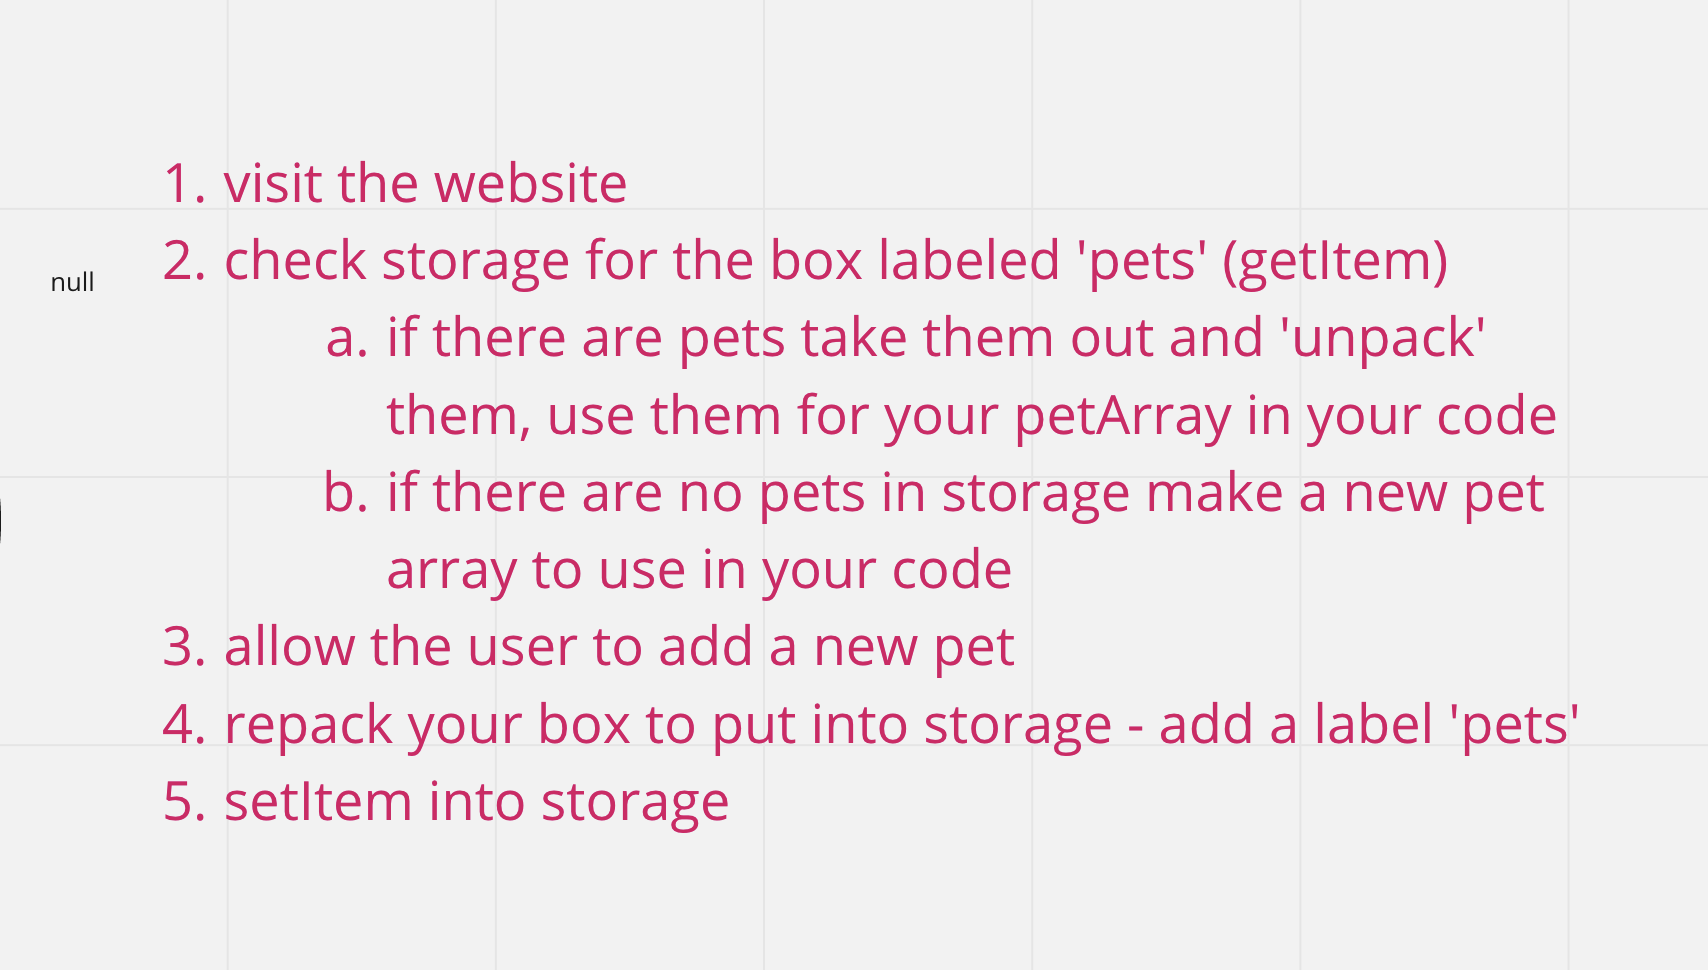 1. visit the website
2. check storage for the box labeled 'pets' (getItem)
null
a. if there are pets take them out and 'unpack'
them, use them for your petArray in your code
b. if there are no pets in storage make a new pet
array to use in your code
3. allow the user to add a new pet
4. repack your box to put into storage - add a label 'pets'
5. setItem into storage